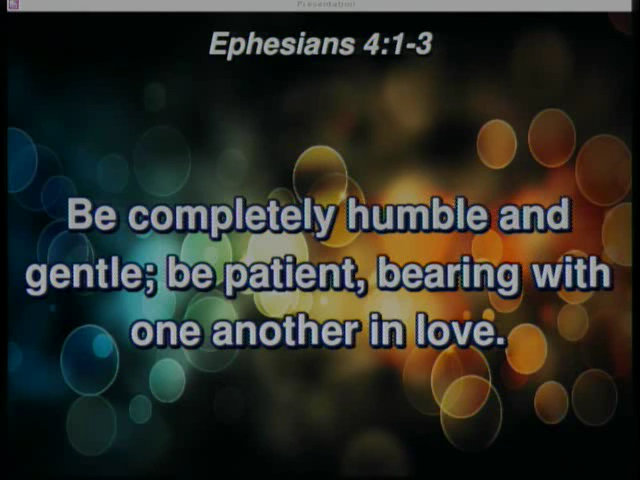 Presentation
Ephesians 4:1-3
Be completely humble and
gentle; be patient, bearing with
one another in love.